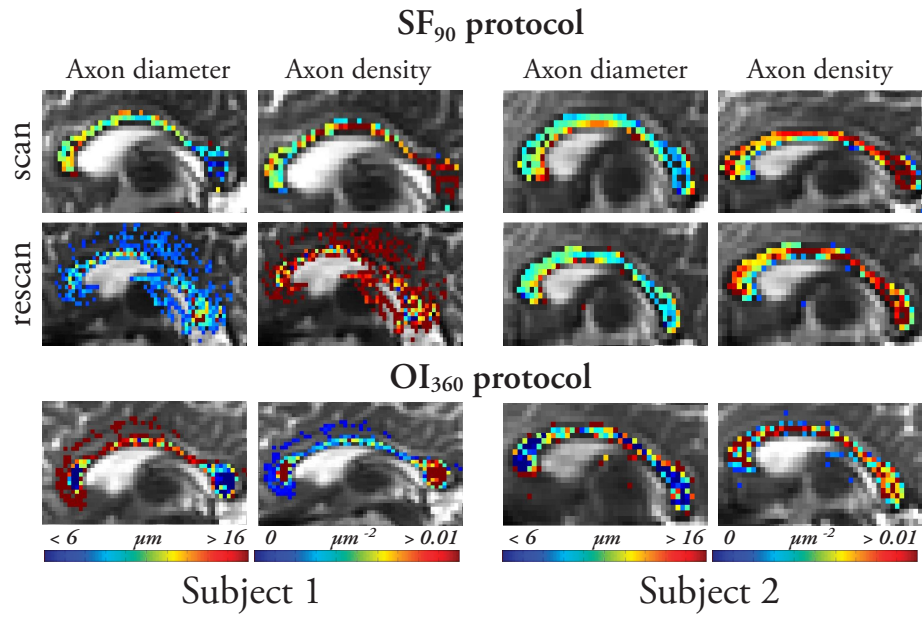 SF₉₀ protocol
Axon diameter Axon density Axon diameter Axon density
scan
rescan
OI₃₆₀ protocol
< 6 μm > 16 0 μm⁻² > 0.01 < 6 μm > 16 0 μm⁻² > 0.01
Subject 1 Subject 2